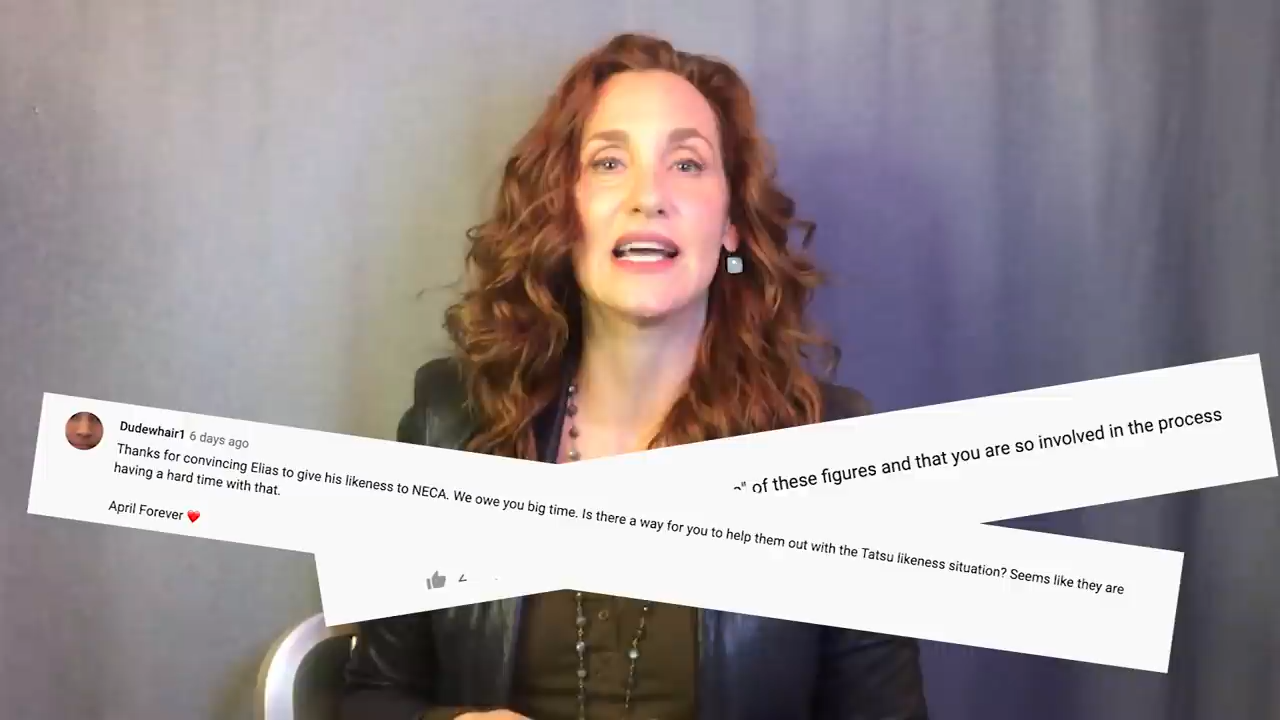 Dudewhair1 6 days ago
Thanks for convincing Elias to give his likeness to NECA. We owe you big time. Is there a way for you to help them out with the Tatsu likeness situation? Seems like they are
having a hard time with that.
April Forever ❤️
of these figures and that you are so involved in the process